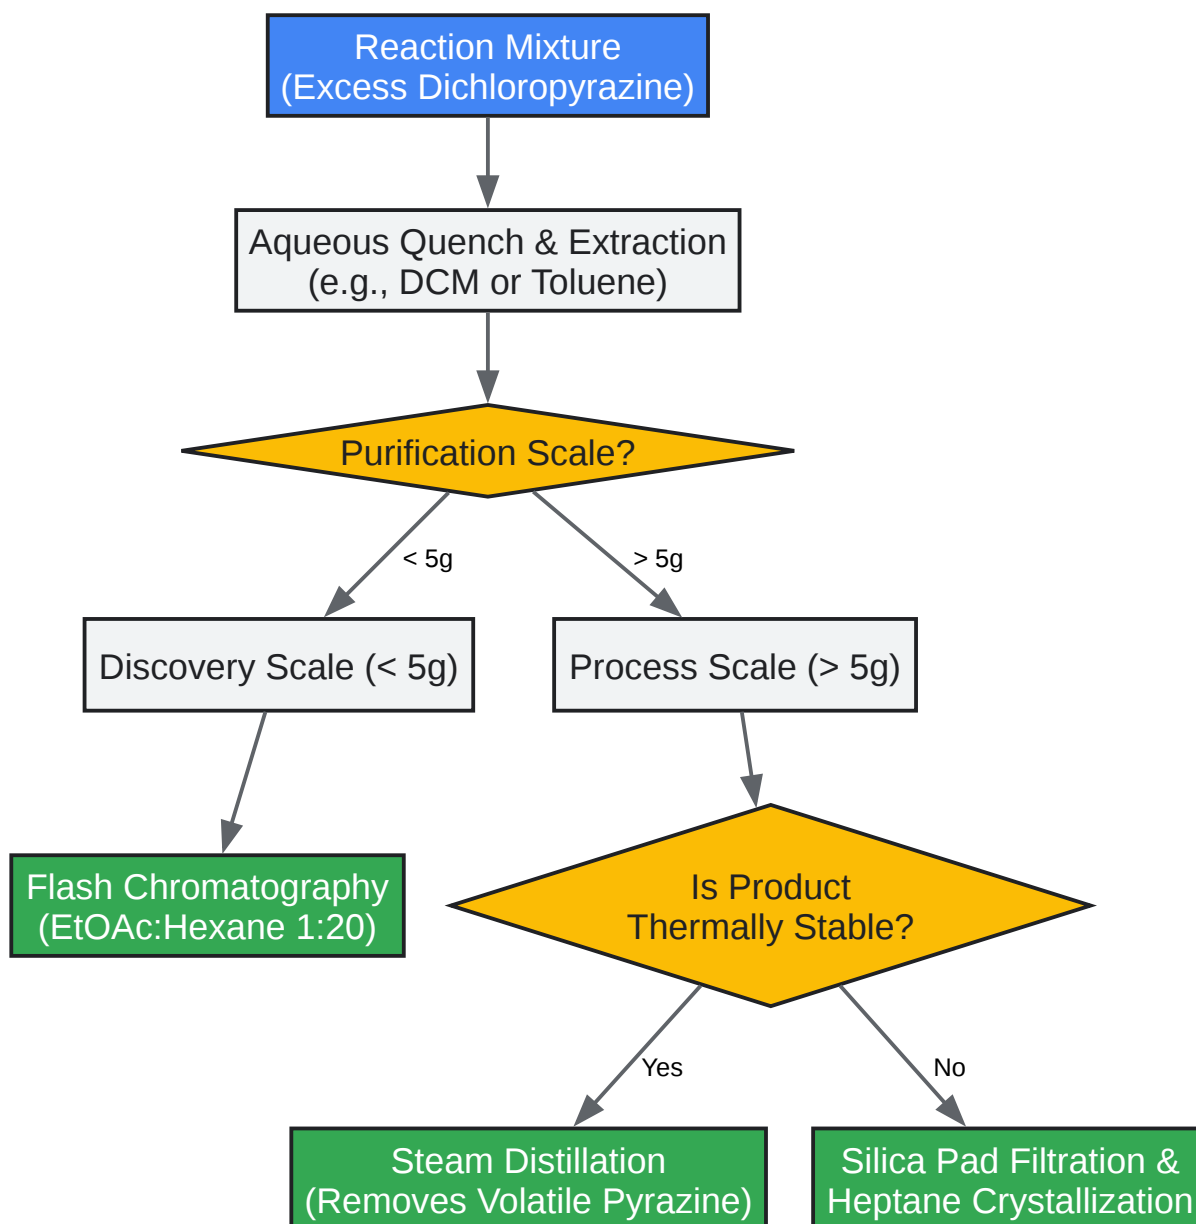 Reaction Mixture
(Excess Dichloropyrazine)
Aqueous Quench & Extraction
(e.g., DCM or Toluene)
Purification Scale?
< 5g
> 5g
Discovery Scale (< 5g)
Process Scale (> 5g)
Flash Chromatography
(EtOAc:Hexane 1:20)
Is Product
Thermally Stable?
Yes
No
Steam Distillation
(Removes Volatile Pyrazine)
Silica Pad Filtration &
Heptane Crystallization